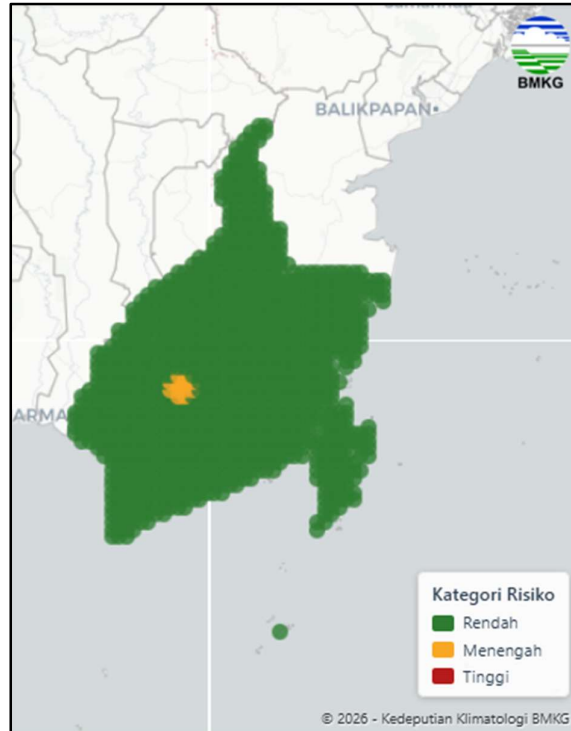 BMKG
BALIKPAPAN
ARMA
Kategori Risiko
Rendah
Menengah
Tinggi
© 2026 - Kedeputian Klimatologi BMKG